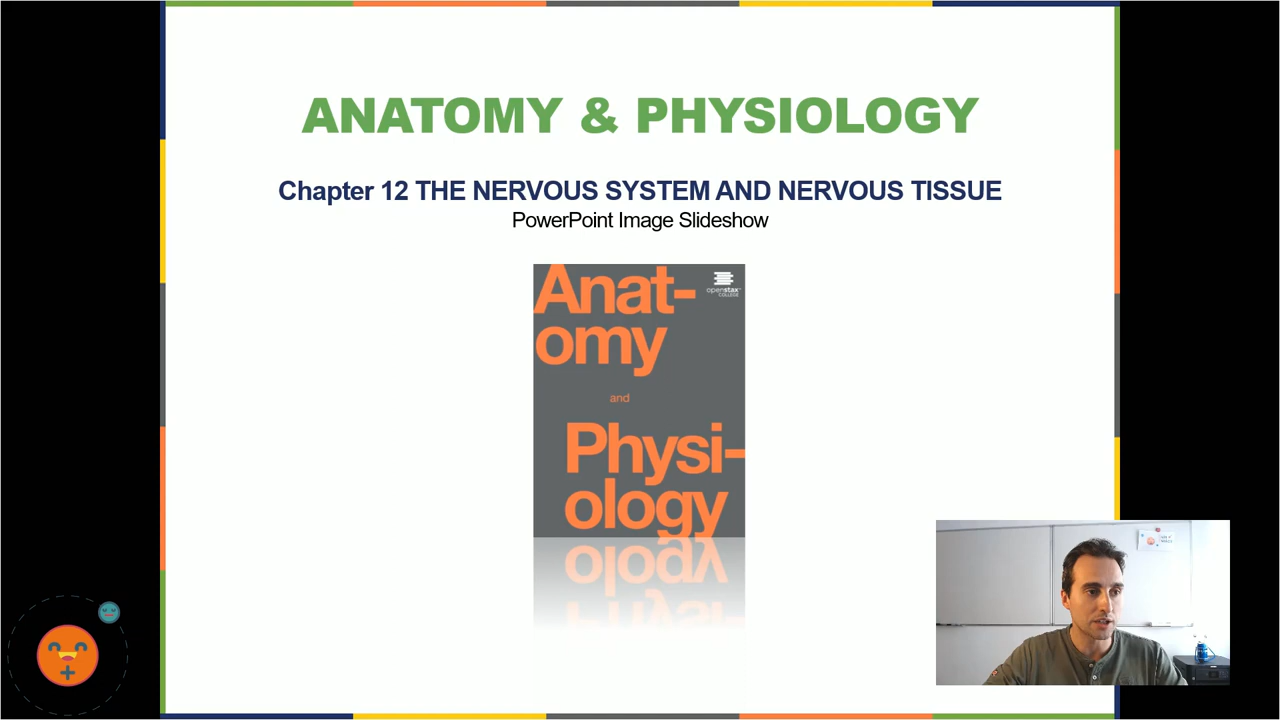 ANATOMY & PHYSIOLOGY
Chapter 12 THE NERVOUS SYSTEM AND NERVOUS TISSUE
PowerPoint Image Slideshow
Anat-
openstax™
COLLEGE
omy
and
Physi-
ology